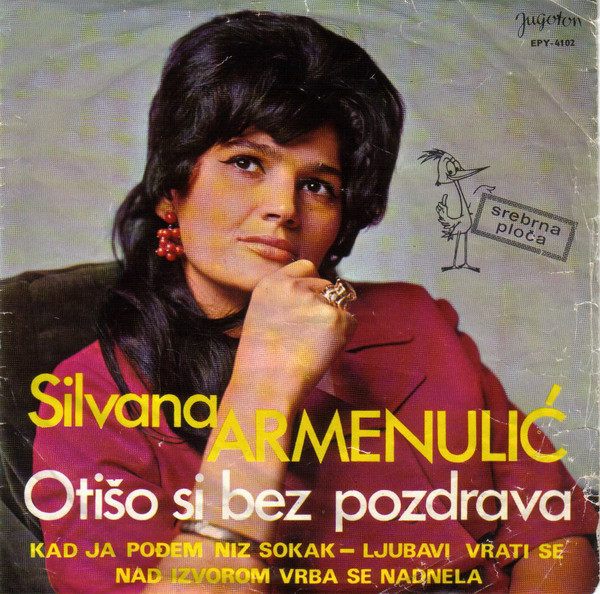 Jugoton
EPY-4102
srebrna
ploča
Silvana ARMENULIĆ
Otišo si bez pozdrava
KAD JA POĐEM NIZ SOKAK — LJUBAVI VRATI SE
NAD IZVOROM VRBA SE NADNELA